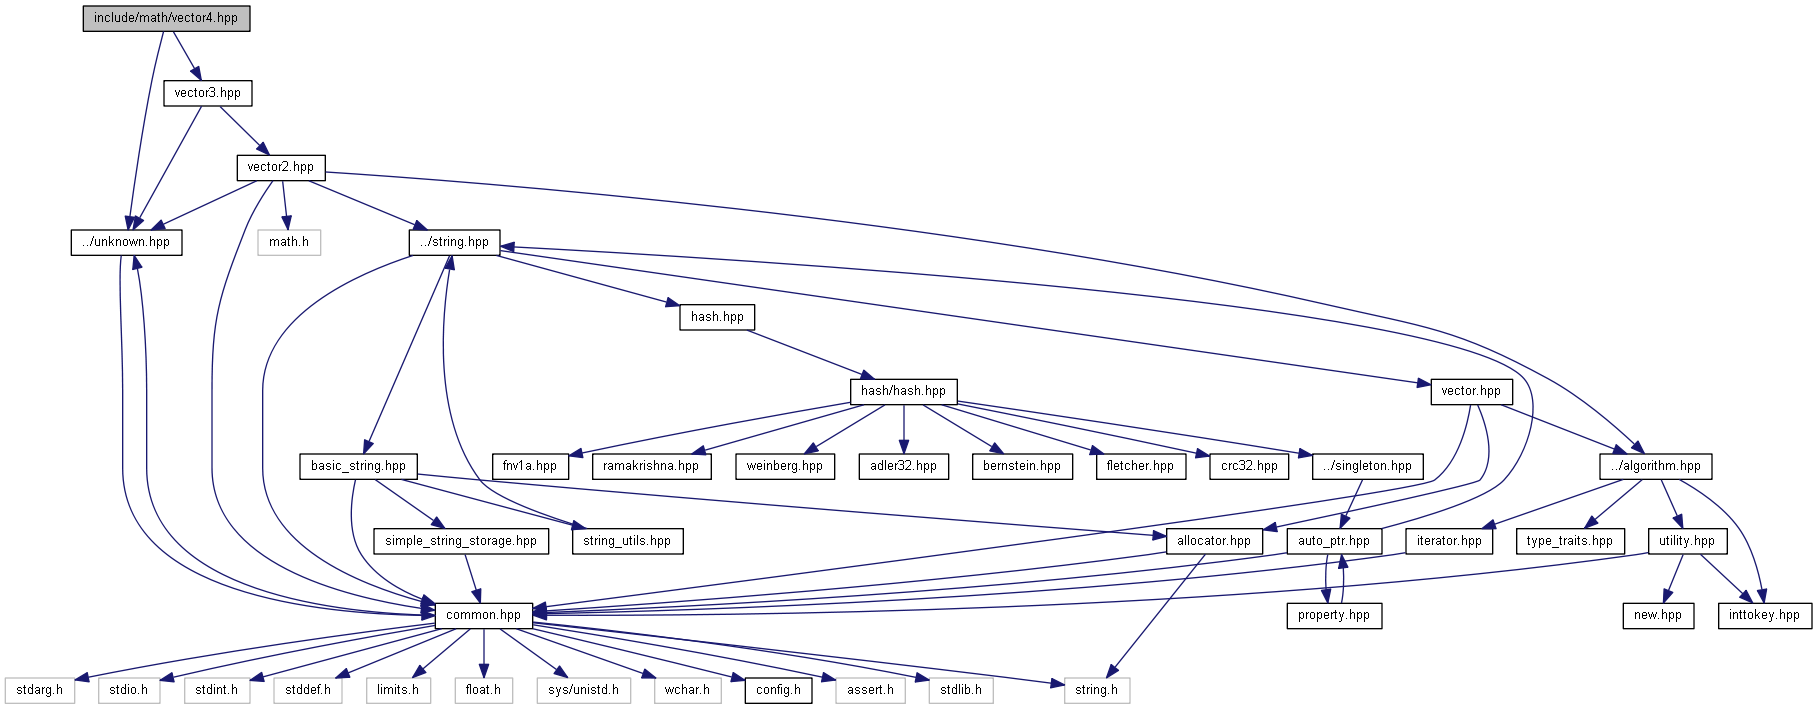 include/math/vector4.hpp
vector3.hpp
vector2.hpp
../unknown.hpp
math.h
../string.hpp
hash.hpp
hash/hash.hpp
vector.hpp
basic_string.hpp
fnv1a.hpp
ramakrishna.hpp
weinberg.hpp
adler32.hpp
bernstein.hpp
fletcher.hpp
crc32.hpp
../singleton.hpp
../algorithm.hpp
simple_string_storage.hpp
string_utils.hpp
allocator.hpp
auto_ptr.hpp
iterator.hpp
type_traits.hpp
utility.hpp
common.hpp
property.hpp
new.hpp
inttokey.hpp
stdarg.h
stdio.h
stdint.h
stddef.h
limits.h
float.h
sys/unistd.h
wchar.h
config.h
assert.h
stdlib.h
string.h